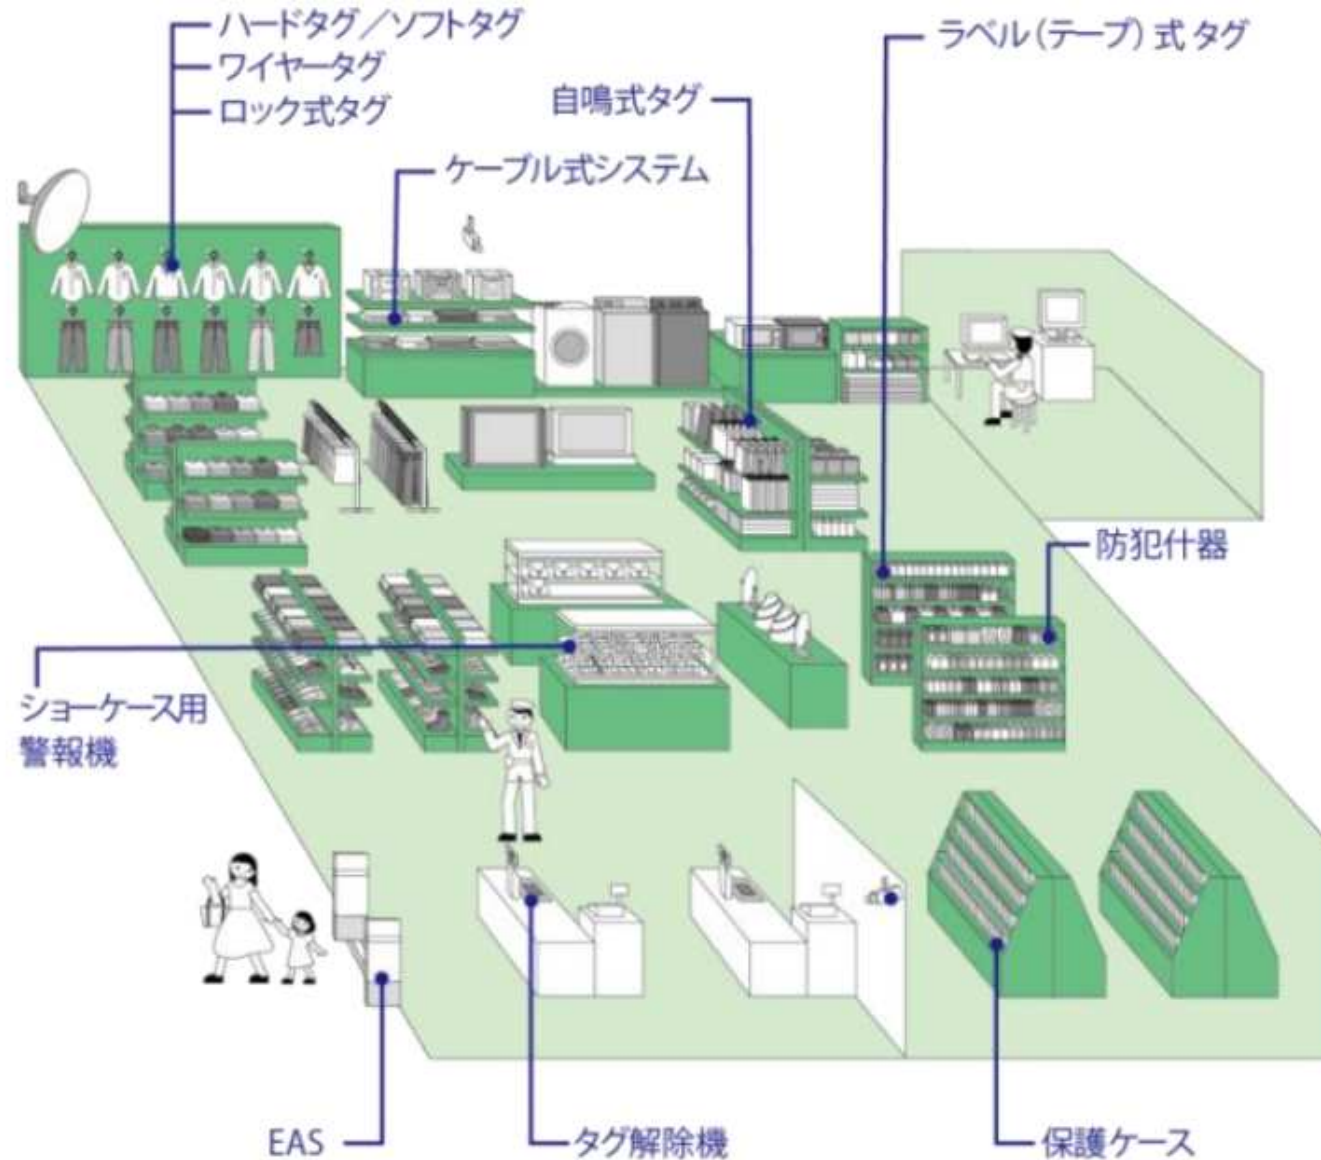 ハードタグ／ソフトタグ
ワイヤータグ
ロック式タグ
ラベル（テープ）式 タグ
自鳴式タグ
ケーブル式システム
防犯什器
ショーケース用
警報機
EAS
タグ解除機
保護ケース